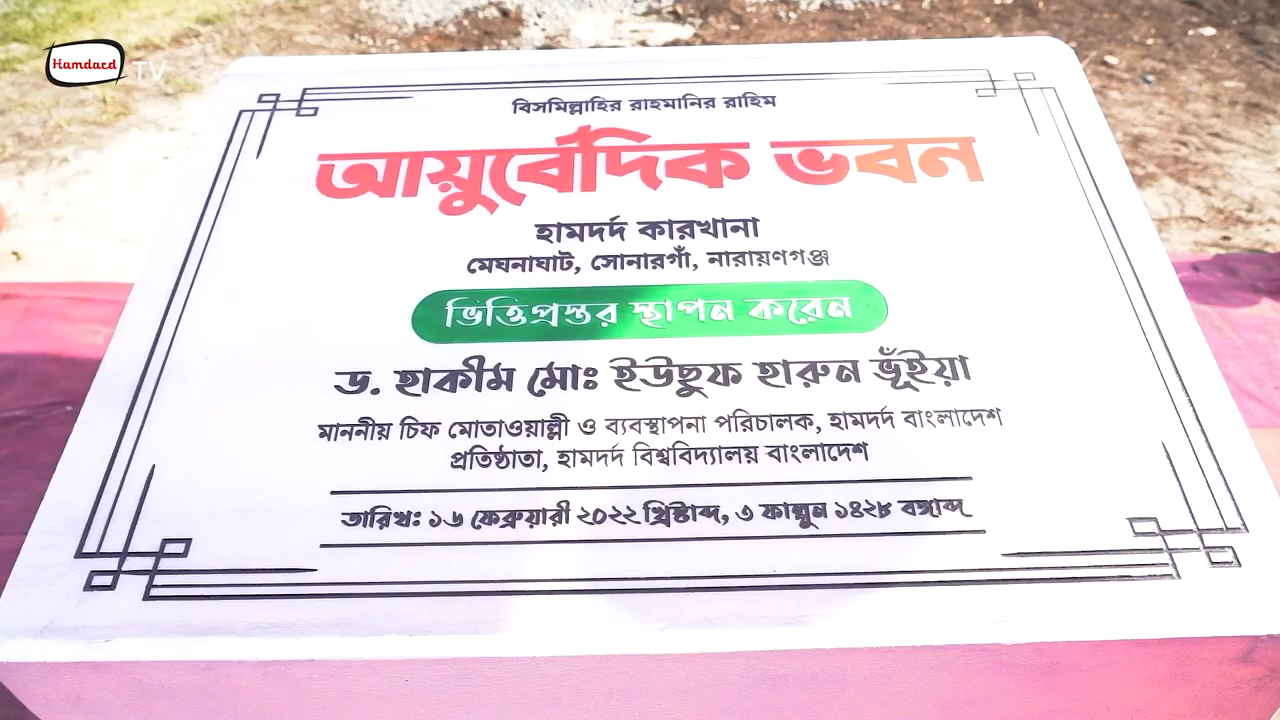 Hamdard TV
বিসমিল্লাহির রাহমানির রাহিম
আয়ুর্বেদিক ভবন
হামদর্দ কারখানা
মেঘনাঘাট, সোনারগাঁ, নারায়ণগঞ্জ
ভিত্তিপ্রস্তর স্থাপন করেন
ড. হাকীম মোঃ ইউছুফ হারুন ভূঁইয়া
মাননীয় চিফ মোতাওয়াল্লী ও ব্যবস্থাপনা পরিচালক, হামদর্দ বাংলাদেশ
প্রতিষ্ঠাতা, হামদর্দ বিশ্ববিদ্যালয় বাংলাদেশ
তারিখঃ ১৬ ফেব্রুয়ারী ২০২২ খ্রিষ্টাব্দ, ৩ ফাল্গুন ১৪২৮ বঙ্গাব্দ